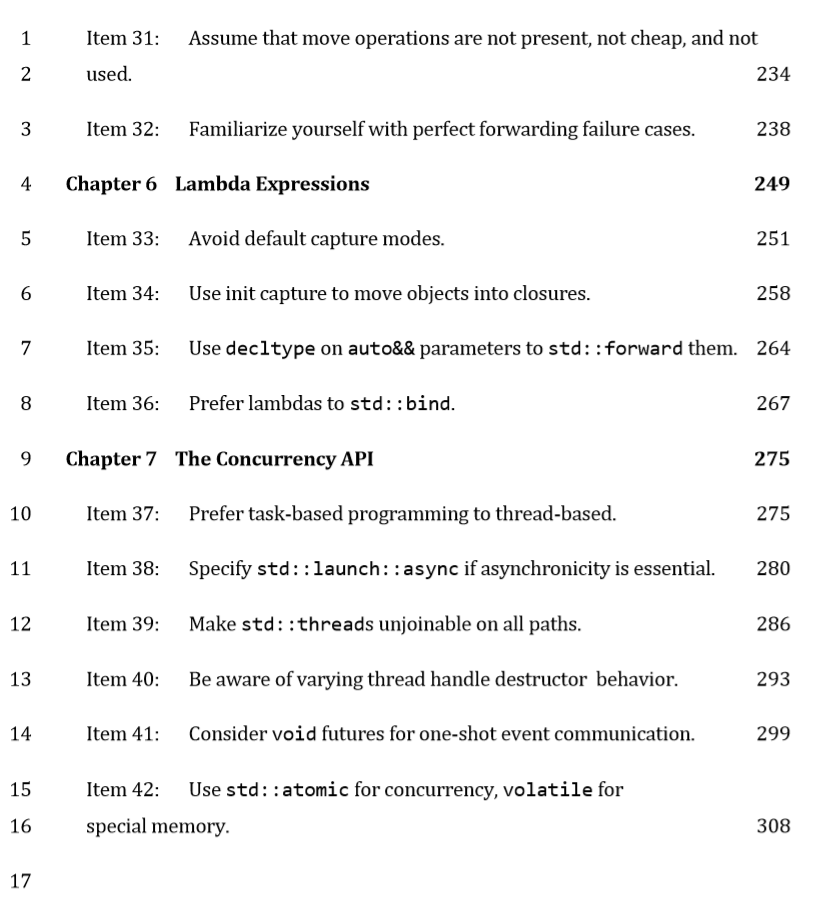 1 Item 31: Assume that move operations are not present, not cheap, and not
2 used. 234
3 Item 32: Familiarize yourself with perfect forwarding failure cases. 238
4 Chapter 6 Lambda Expressions 249
5 Item 33: Avoid default capture modes. 251
6 Item 34: Use init capture to move objects into closures. 258
7 Item 35: Use decltype on auto&& parameters to std::forward them. 264
8 Item 36: Prefer lambdas to std::bind. 267
9 Chapter 7 The Concurrency API 275
10 Item 37: Prefer task-based programming to thread-based. 275
11 Item 38: Specify std::launch::async if asynchronicity is essential. 280
12 Item 39: Make std::threads unjoinable on all paths. 286
13 Item 40: Be aware of varying thread handle destructor behavior. 293
14 Item 41: Consider void futures for one-shot event communication. 299
15 Item 42: Use std::atomic for concurrency, volatile for
16 special memory. 308
17